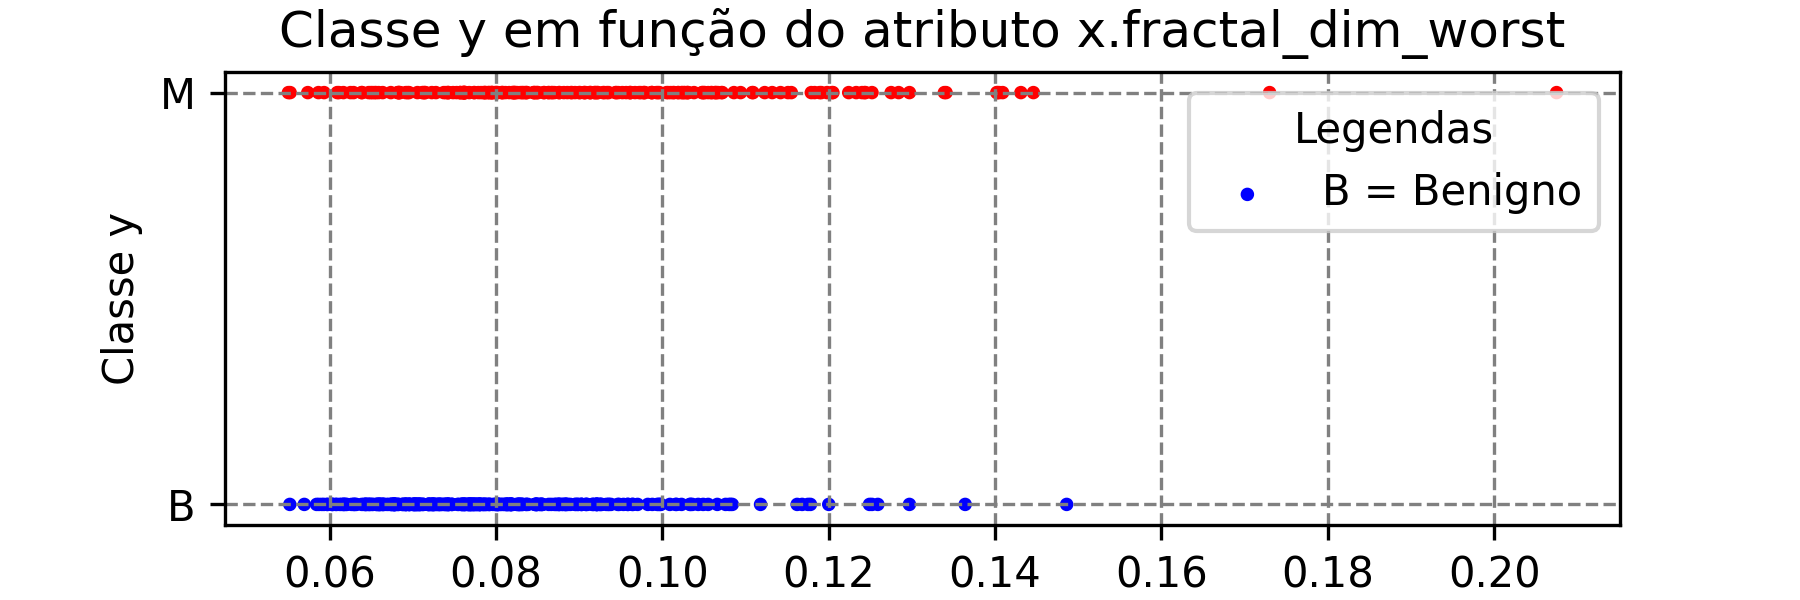 Classe y em função do atributo x.fractal_dim_worst
M
Legendas
B = Benigno
Classe y
B
0.06 0.08 0.10 0.12 0.14 0.16 0.18 0.20